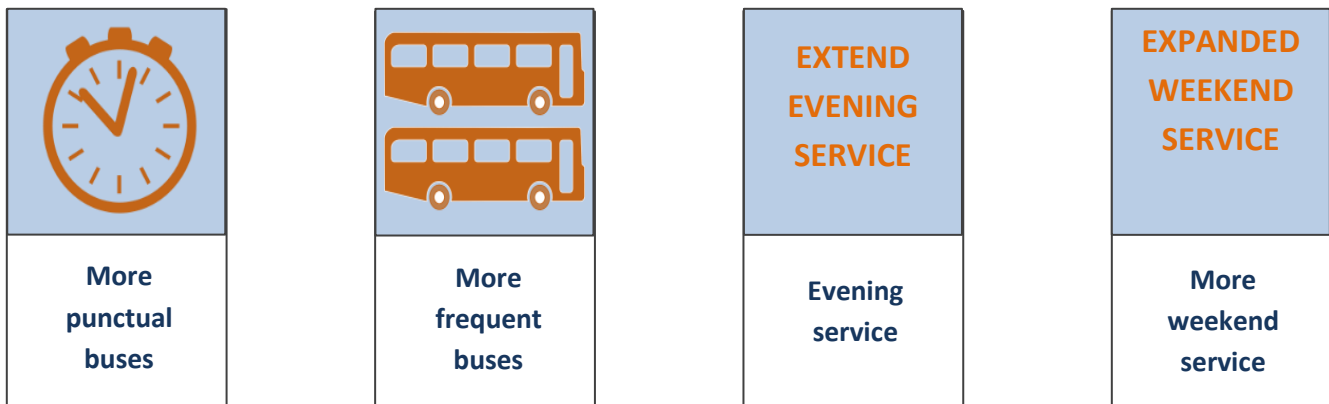 EXTEND
EVENING
SERVICE
EXPANDED
WEEKEND
SERVICE
More
punctual
buses
More
frequent
buses
Evening
service
More
weekend
service